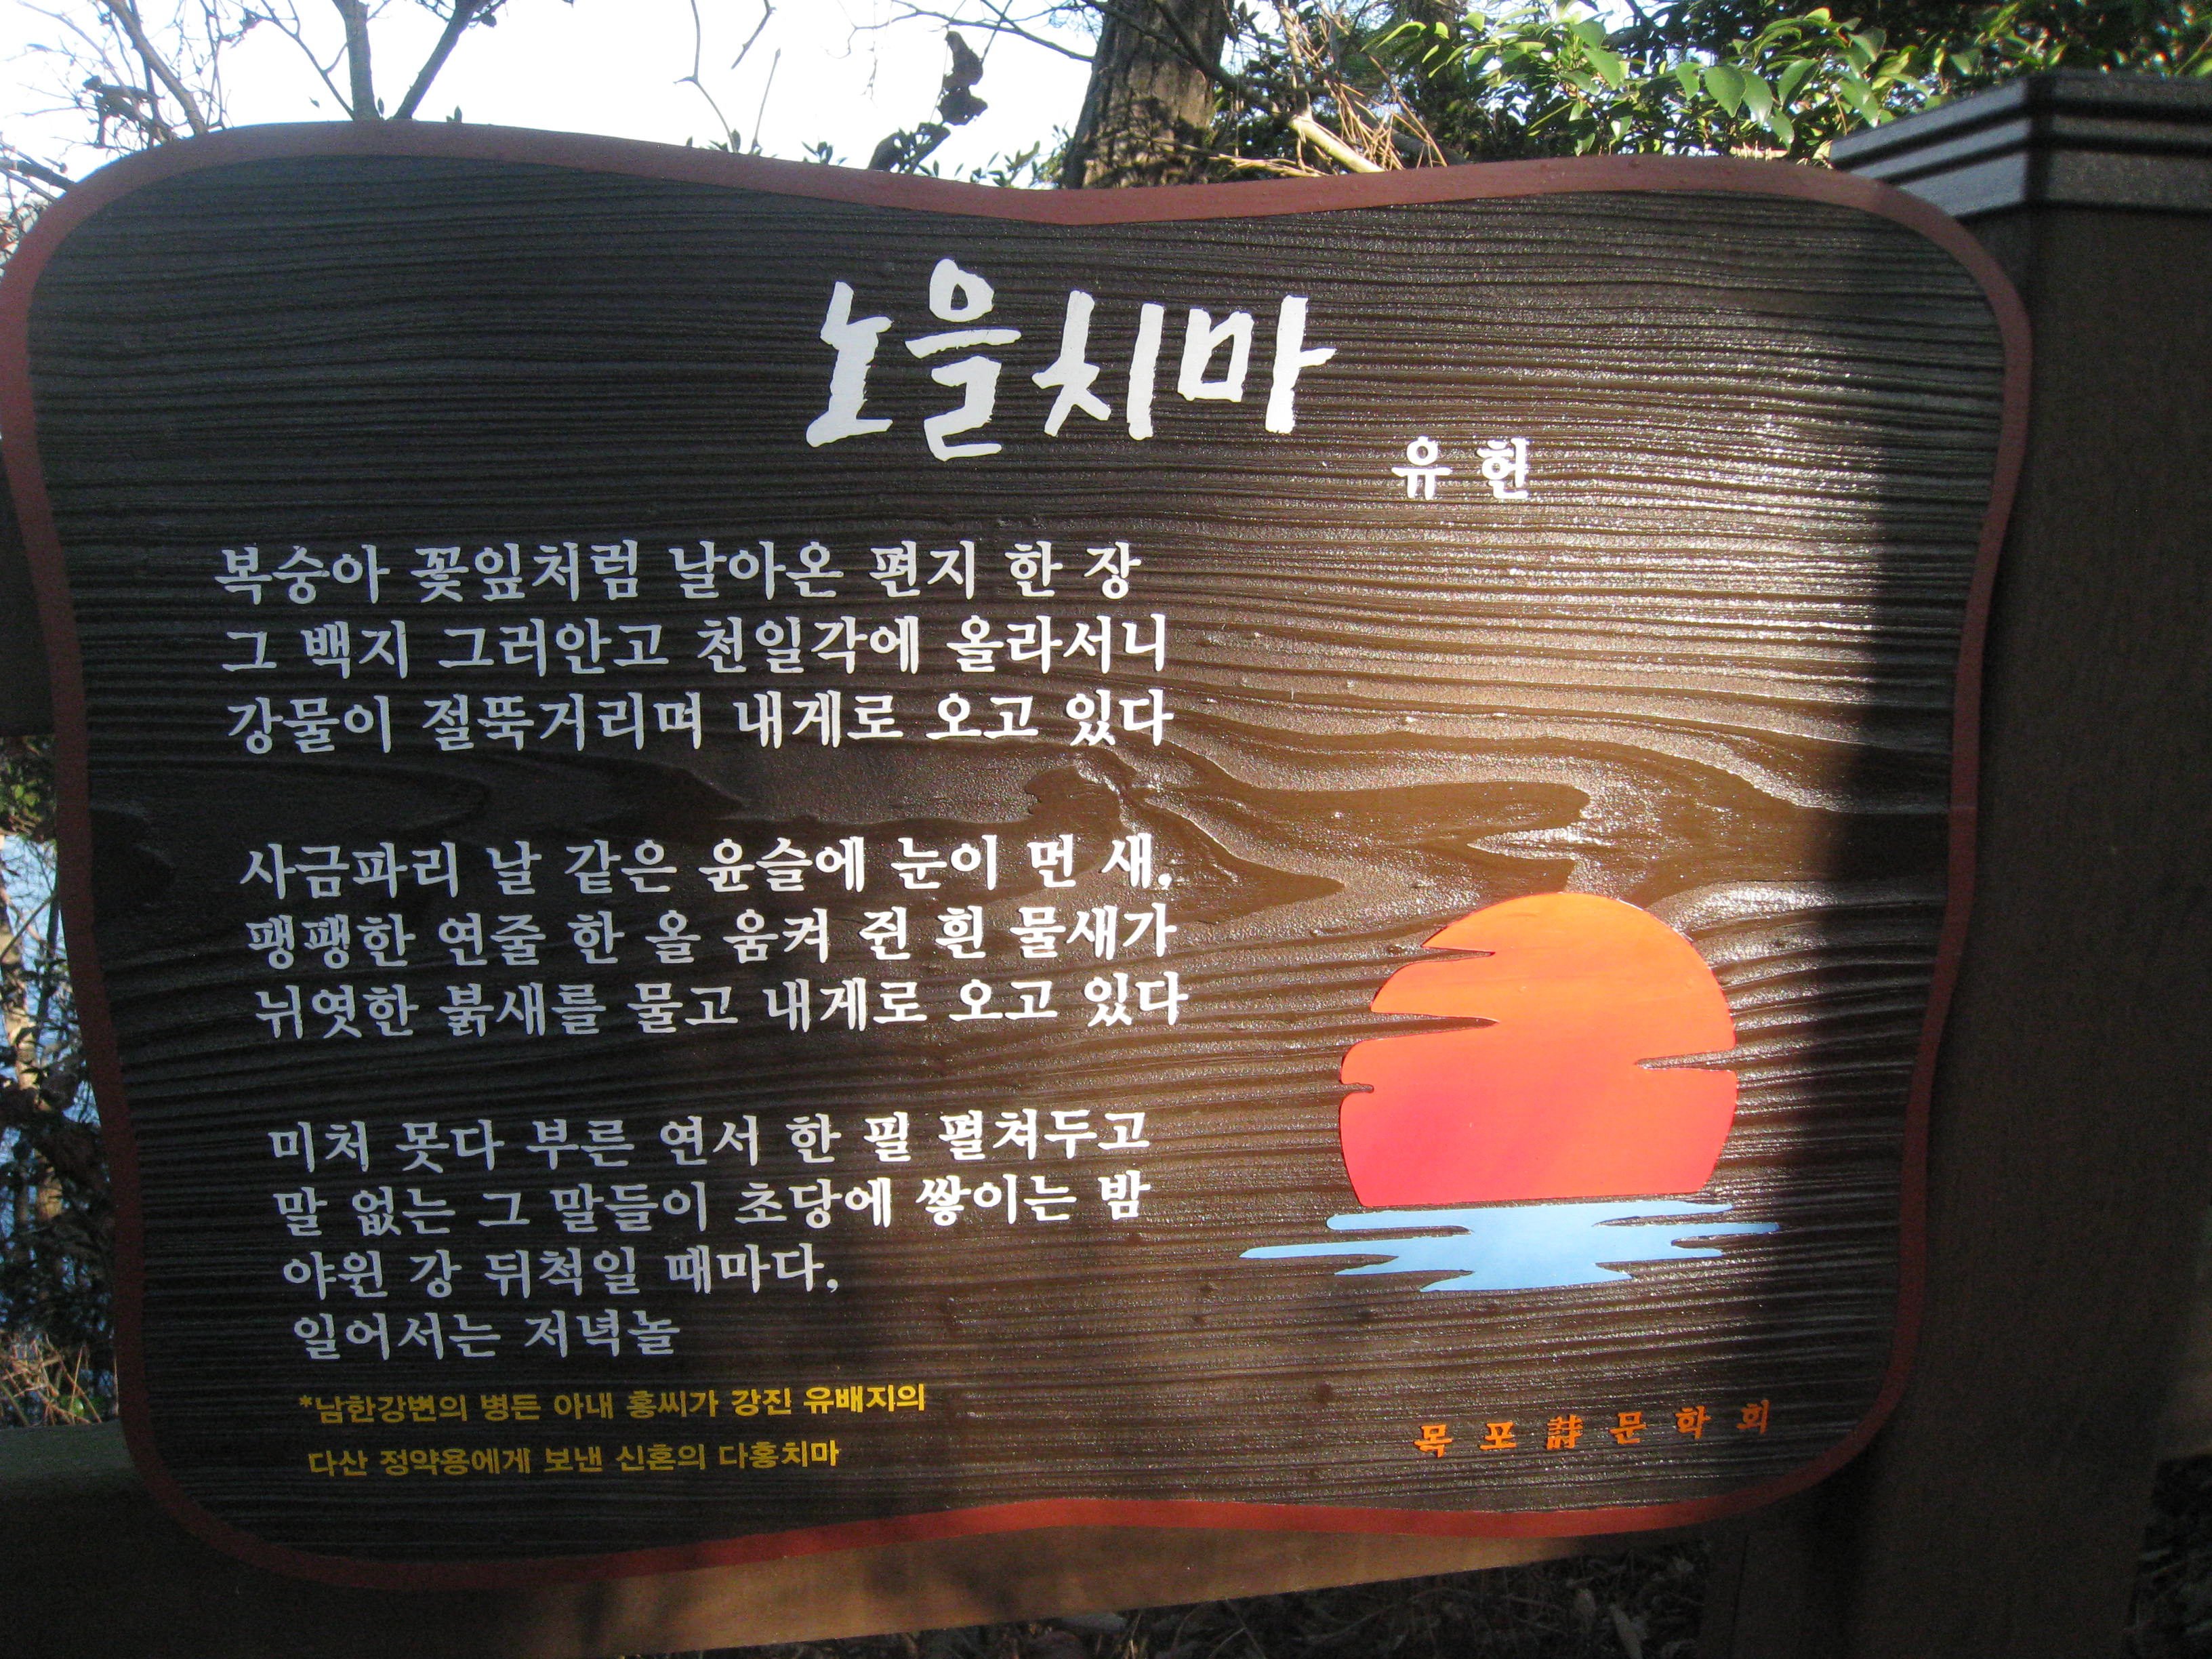 노을치마
유헌
복숭아 꽃잎처럼 날아온 편지 한 장
그 백지 그러안고 천일각에 올라서니
강물이 절뚝거리며 내게로 오고 있다
사금파리 날 같은 윤슬에 눈이 먼 새,
팽팽한 연줄 한 올 움켜 쥔 흰 물새가
뉘엿한 붉새를 물고 내게로 오고 있다
미처 못다 부른 연서 한 필 펼쳐두고
말 없는 그 말들이 초당에 쌓이는 밤
야윈 강 뒤척일 때마다,
일어서는 저녁놀
*남한강변의 병든 아내 홍씨가 강진 유배지의
다산 정약용에게 보낸 신혼의 다홍치마
목포詩문학회